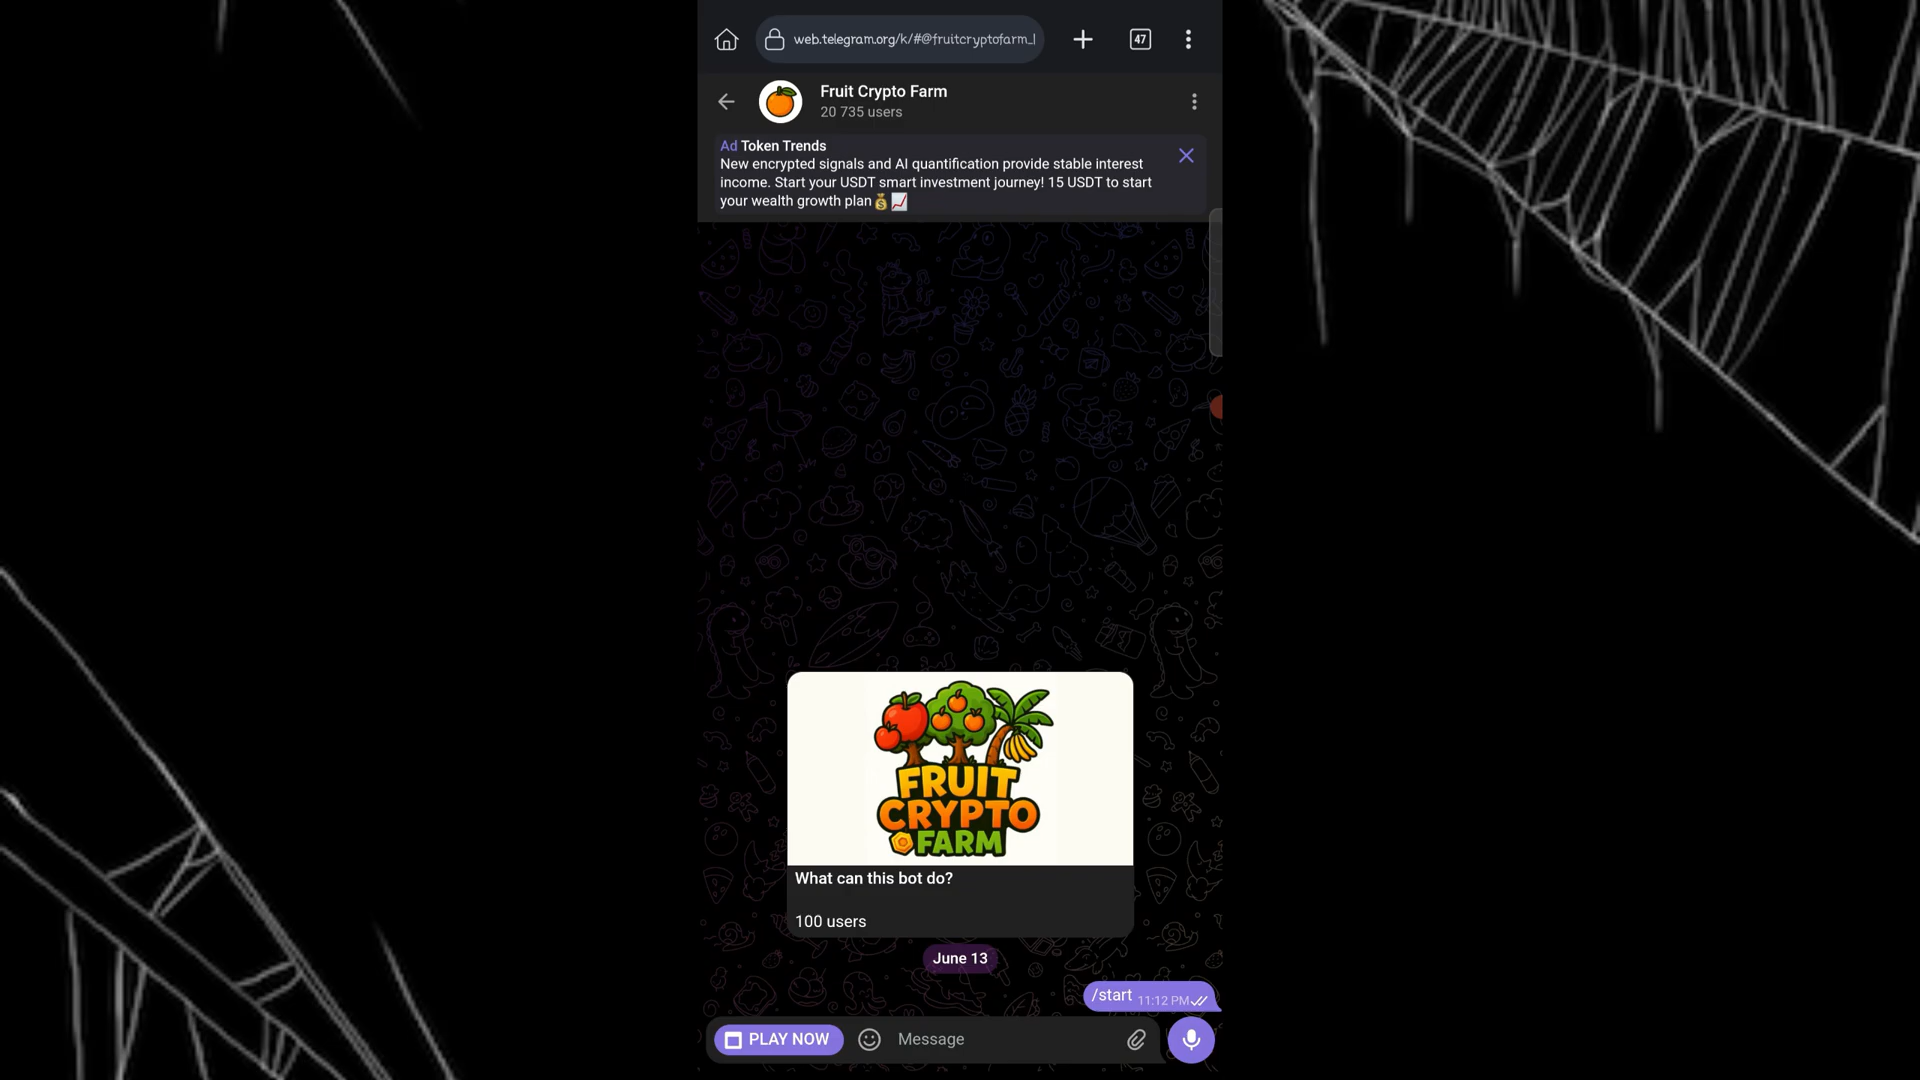 web.telegram.org/k/#@fruitcryptofarm_
47
Fruit Crypto Farm
20 735 users
Ad Token Trends
New encrypted signals and AI quantification provide stable interest
income. Start your USDT smart investment journey! 15 USDT to start
your wealth growth plan💰📈
FRUIT
CRYPTO
FARM
What can this bot do?
100 users
June 13
/start 11:12 PM
PLAY NOW
Message